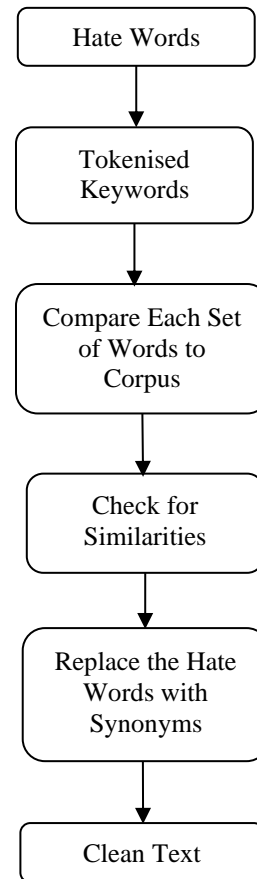 Hate Words
Tokenised
Keywords
Compare Each Set
of Words to
Corpus
Check for
Similarities
Replace the Hate
Words with
Synonyms
Clean Text